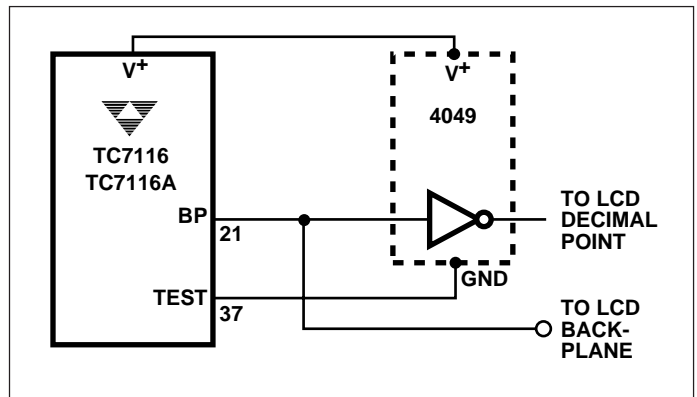 V+
V+
4049
TC7116
TC7116A
BP
21
TO LCD
DECIMAL
POINT
TEST
37
GND
TO LCD
BACK-
PLANE